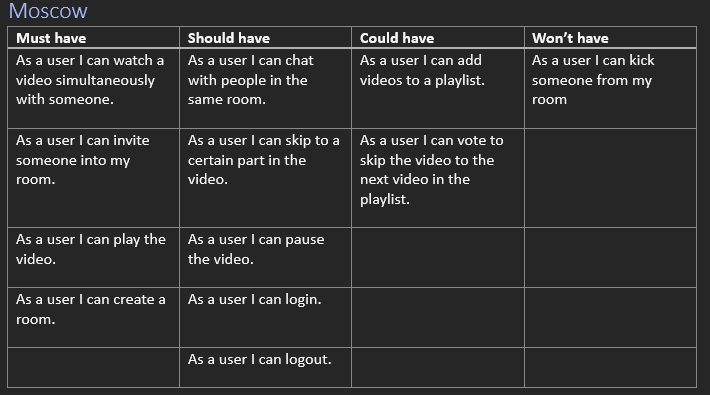 Moscow
Must have
Should have
Could have
Won't have
As a user I can watch a
video simultaneously
with someone.
As a user I can chat
with people in the
same room.
As a user I can add
videos to a playlist.
As a user I can kick
someone from my
room
As a user I can invite
someone into my
room.
As a user I can skip to a
certain part in the
video.
As a user I can vote to
skip the video to the
next video in the
playlist.
As a user I can play the
video.
As a user I can pause
the video.
As a user I can create a
room.
As a user I can login.
As a user I can logout.